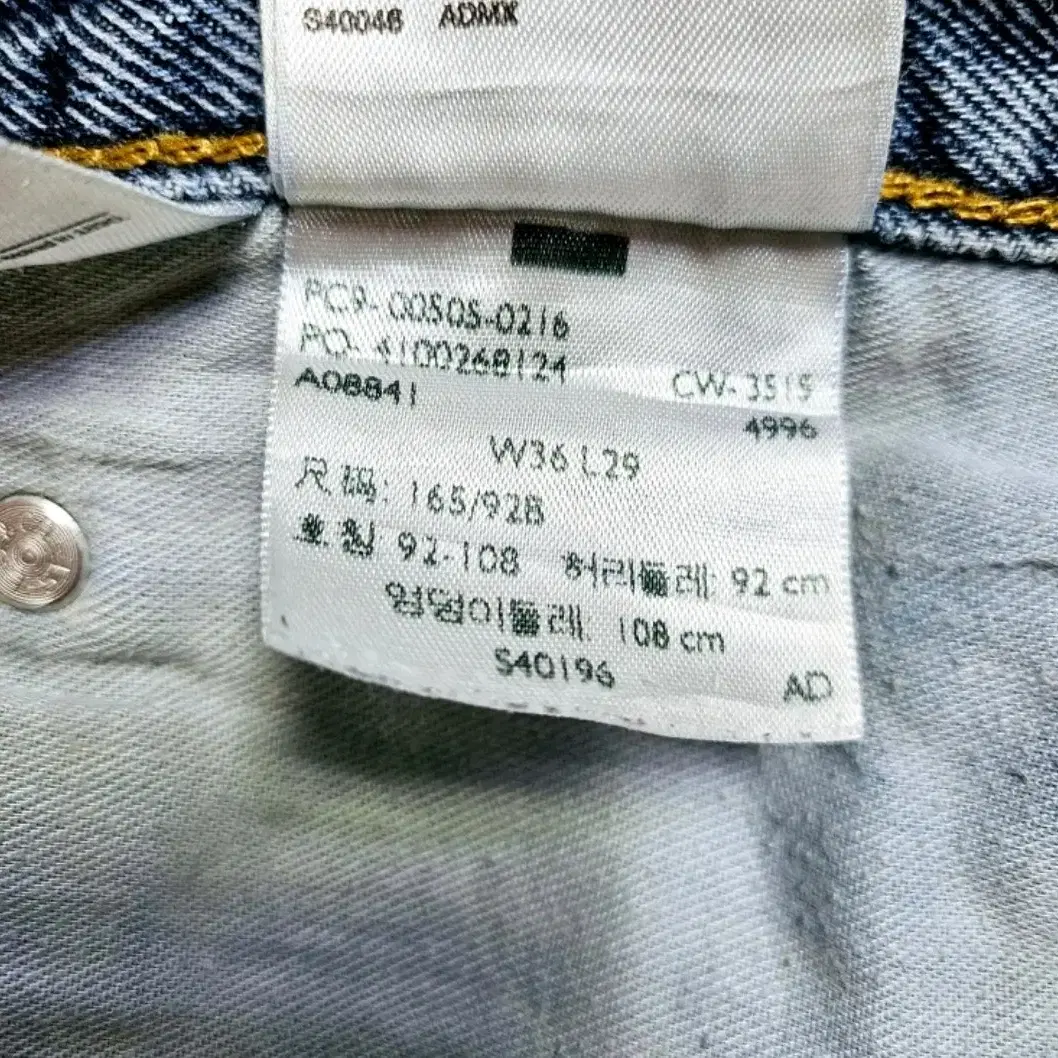 S40046 ADMX
PC9-00505-0216
PO- 4100268124
A08841 CW-3515
4996
W36 L29
尺码: 165/92B
호칭 92-108 허리둘레: 92 cm
엉덩이둘레: 108 cm
S40196 AD